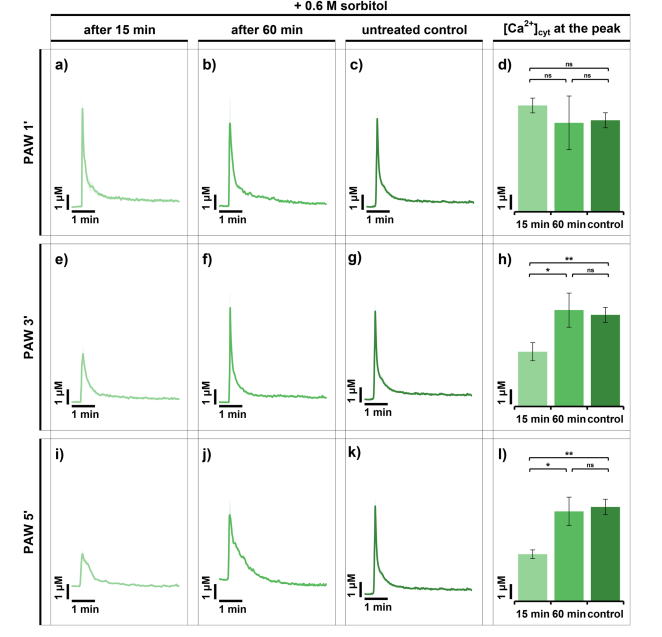 + 0.6 M sorbitol
after 15 min
after 60 min
untreated control
[Ca²⁺]cyt at the peak
PAW 1'
a)
1 µM
1 min
b)
1 µM
1 min
c)
1 µM
1 min
d)
ns
ns
ns
1 µM
15 min 60 min control
PAW 3'
e)
1 µM
1 min
f)
1 µM
1 min
g)
1 µM
1 min
h)
**
*
ns
1 µM
15 min 60 min control
PAW 5'
i)
1 µM
1 min
j)
1 µM
1 min
k)
1 µM
1 min
l)
**
*
ns
1 µM
15 min 60 min control